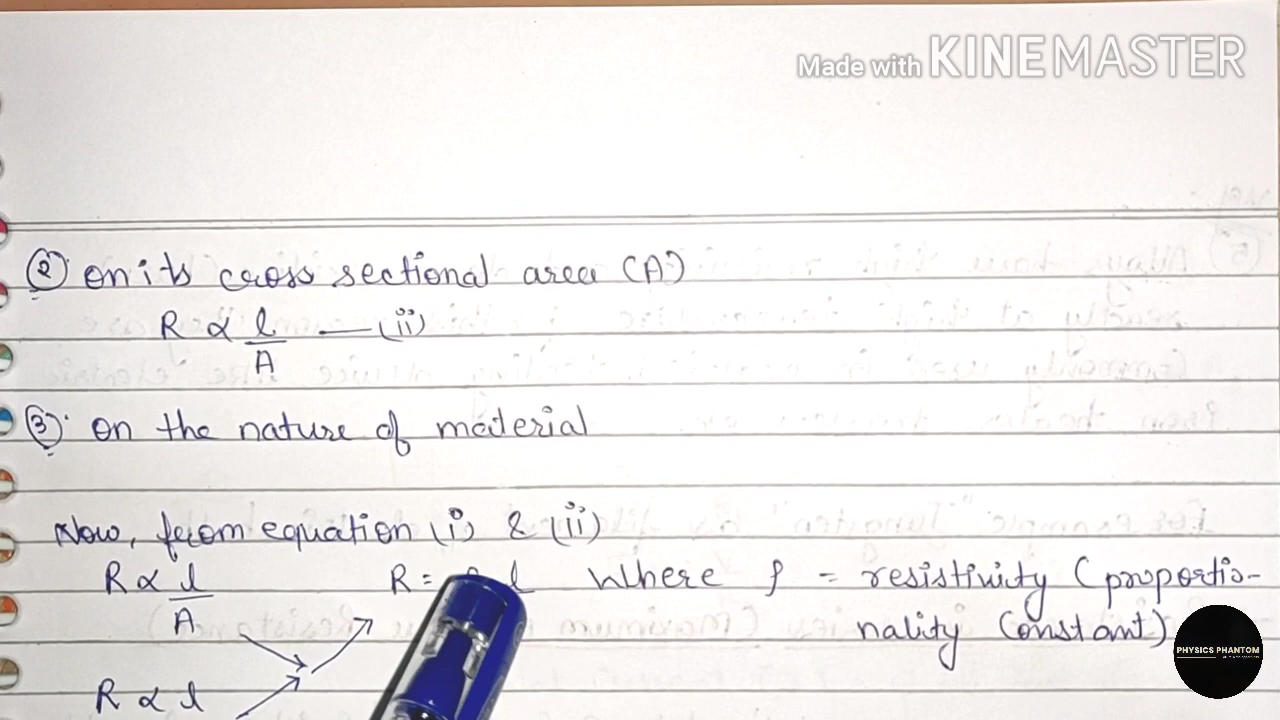 Made with KINEMASTER
② on its cross sectional area (A)
R ∝ l/A — (ii)
③ on the nature of material
Now, from equation (i) & (ii)
R ∝ l/A R = l where ρ = resistivity (proportio-
nality constant)
R ∝ l
PHYSICS PHANTOM